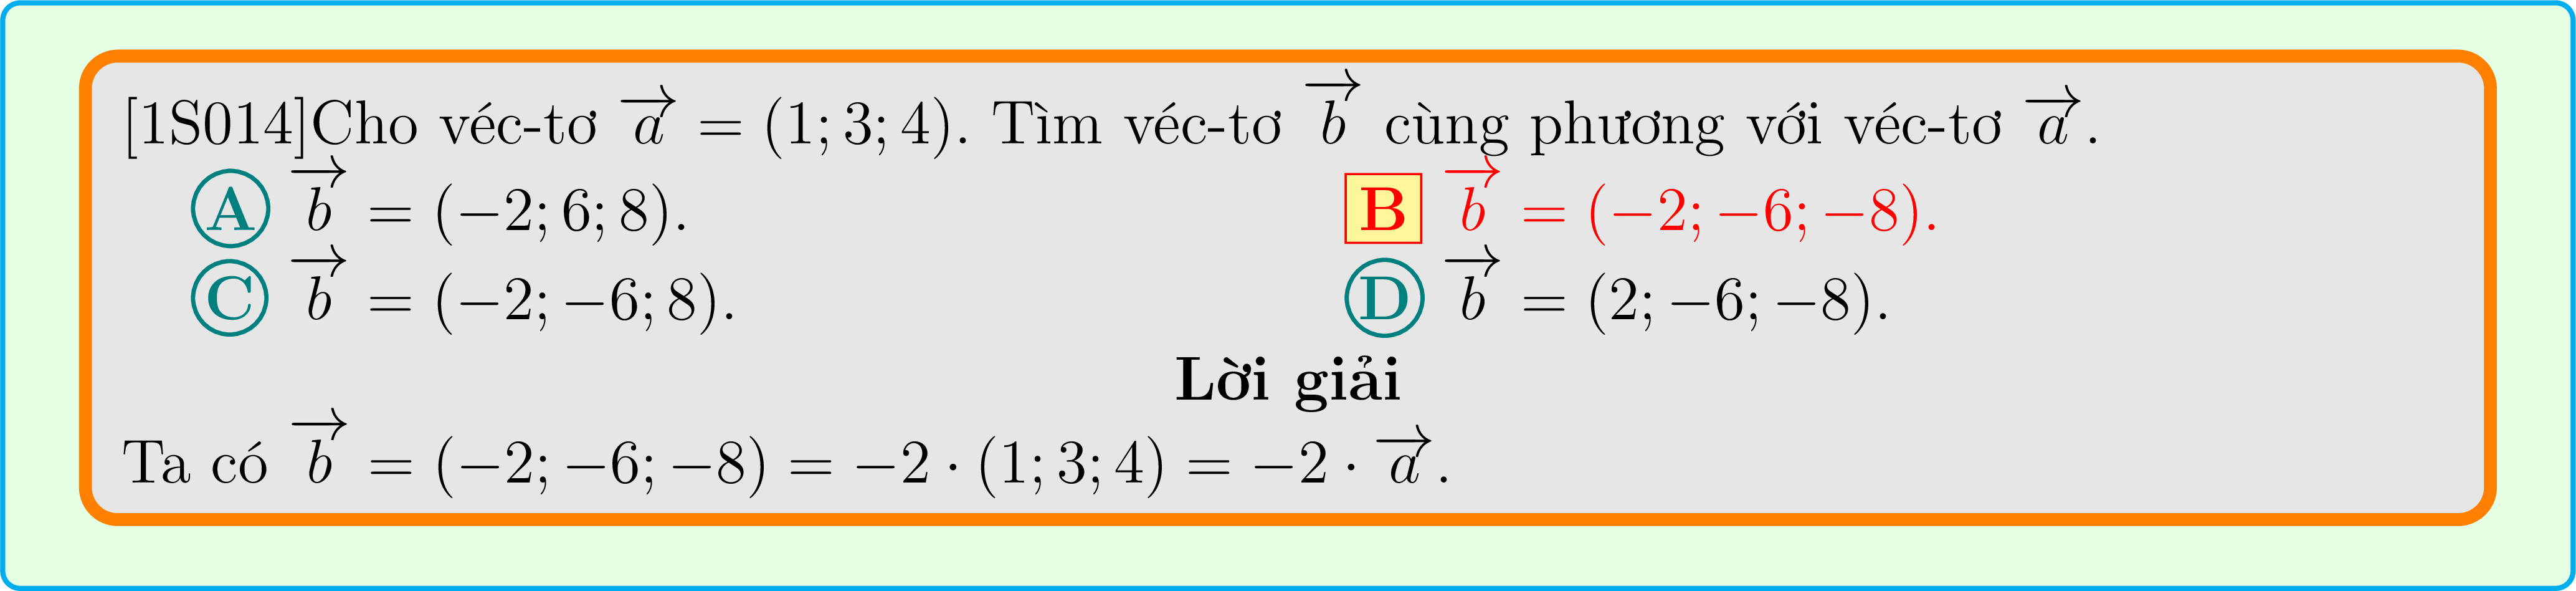 [1S014]Cho véc-tơ $\overrightarrow{a} = (1; 3; 4)$. Tìm véc-tơ $\overrightarrow{b}$ cùng phương với véc-tơ $\overrightarrow{a}$.
A $\overrightarrow{b} = (-2; 6; 8)$. B $\overrightarrow{b} = (-2; -6; -8)$.
C $\overrightarrow{b} = (-2; -6; 8)$. D $\overrightarrow{b} = (2; -6; -8)$.
Lời giải
Ta có $\overrightarrow{b} = (-2; -6; -8) = -2 \cdot (1; 3; 4) = -2 \cdot \overrightarrow{a}$.